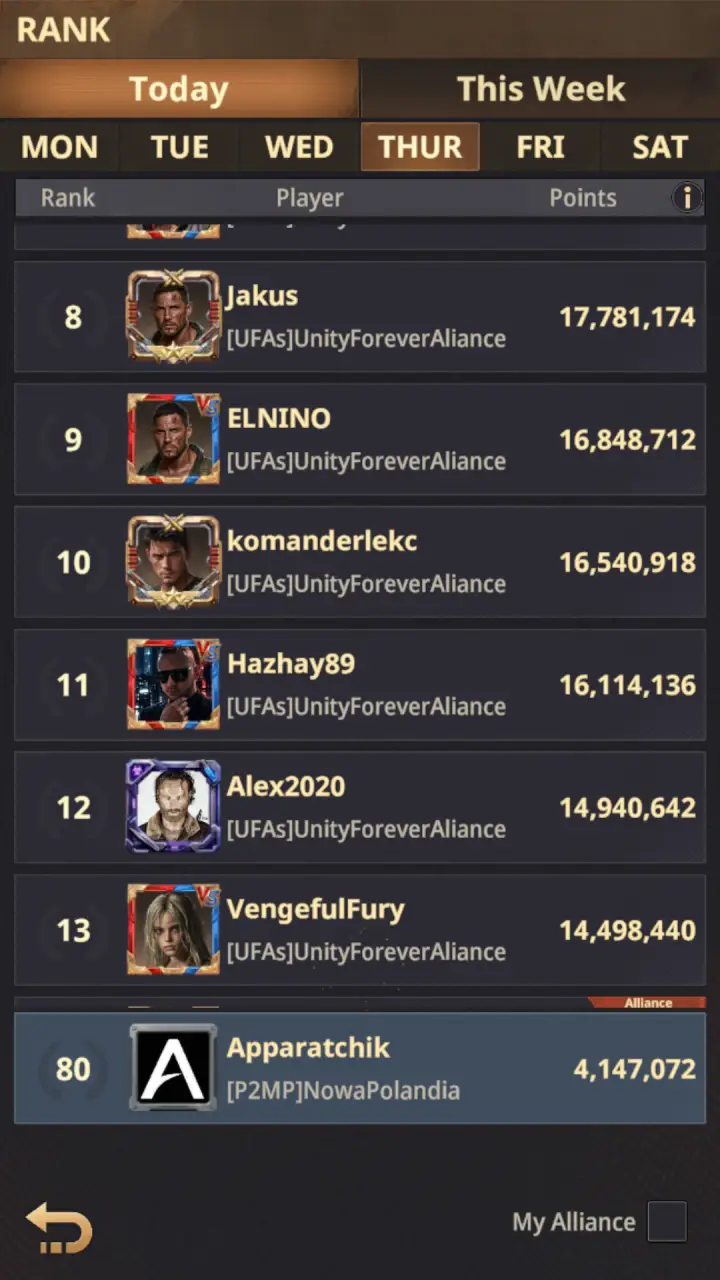 RANK
Today This Week
MON TUE WED THUR FRI SAT
Rank Player Points i
8 Jakus 17,781,174
[UFAs]UnityForeverAliance
9 ELNINO 16,848,712
[UFAs]UnityForeverAliance
10 komanderlekc 16,540,918
[UFAs]UnityForeverAliance
11 Hazhay89 16,114,136
[UFAs]UnityForeverAliance
12 Alex2020 14,940,642
[UFAs]UnityForeverAliance
13 VengefulFury 14,498,440
[UFAs]UnityForeverAliance
Alliance
80 Apparatchik 4,147,072
[P2MP]NowaPolandia
My Alliance